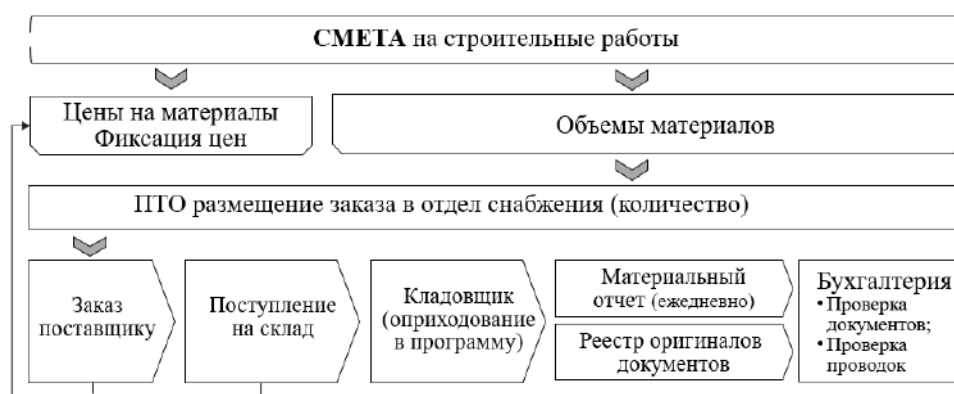 СМЕТА на строительные работы
Цены на материалы
Фиксация цен
Объемы материалов
ПТО размещение заказа в отдел снабжения (количество)
Заказ
поставщику
Поступление
на склад
Кладовщик
(оприходование
в программу)
Материальный
отчет (ежедневно)
Реестр оригиналов
документов
Бухгалтерия
• Проверка
документов;
• Проверка
проводок